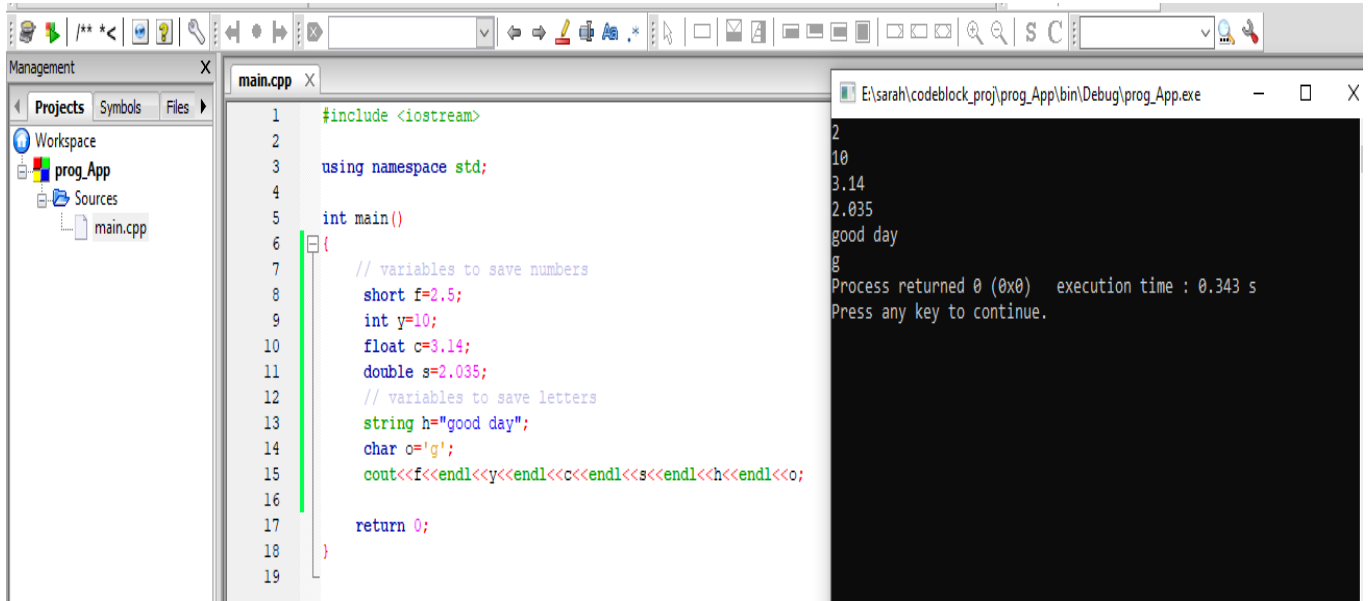 /** *<
S C
Management X
Projects Symbols Files
Workspace
prog_App
Sources
main.cpp
main.cpp X
1 #include <iostream>
2
3 using namespace std;
4
5 int main()
6 {
7 // variables to save numbers
8 short f=2.5;
9 int y=10;
10 float c=3.14;
11 double s=2.035;
12 // variables to save letters
13 string h="good day";
14 char o='g';
15 cout<<f<<endl<<y<<endl<<c<<endl<<s<<endl<<h<<endl<<o;
16
17 return 0;
18 }
19
E:\sarah\codeblock_proj\prog_App\bin\Debug\prog_App.exe
2
10
3.14
2.035
good day
g
Process returned 0 (0x0) execution time : 0.343 s
Press any key to continue.